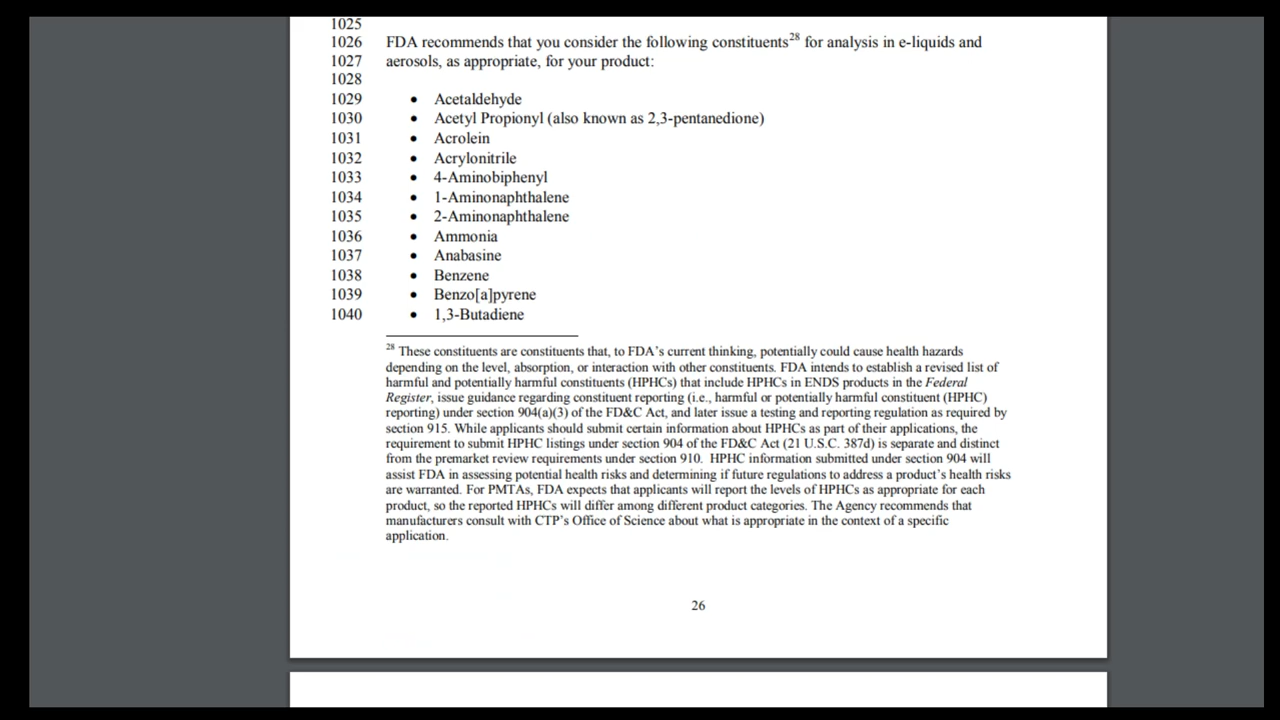 1025
1026 FDA recommends that you consider the following constituents28 for analysis in e-liquids and
1027 aerosols, as appropriate, for your product:
1028
1029 • Acetaldehyde
1030 • Acetyl Propionyl (also known as 2,3-pentanedione)
1031 • Acrolein
1032 • Acrylonitrile
1033 • 4-Aminobiphenyl
1034 • 1-Aminonaphthalene
1035 • 2-Aminonaphthalene
1036 • Ammonia
1037 • Anabasine
1038 • Benzene
1039 • Benzo[a]pyrene
1040 • 1,3-Butadiene
28 These constituents are constituents that, to FDA's current thinking, potentially could cause health hazards
depending on the level, absorption, or interaction with other constituents. FDA intends to establish a revised list of
harmful and potentially harmful constituents (HPHCs) that include HPHCs in ENDS products in the Federal
Register, issue guidance regarding constituent reporting (i.e., harmful or potentially harmful constituent (HPHC)
reporting) under section 904(a)(3) of the FD&C Act, and later issue a testing and reporting regulation as required by
section 915. While applicants should submit certain information about HPHCs as part of their applications, the
requirement to submit HPHC listings under section 904 of the FD&C Act (21 U.S.C. 387d) is separate and distinct
from the premarket review requirements under section 910. HPHC information submitted under section 904 will
assist FDA in assessing potential health risks and determining if future regulations to address a product's health risks
are warranted. For PMTAs, FDA expects that applicants will report the levels of HPHCs as appropriate for each
product, so the reported HPHCs will differ among different product categories. The Agency recommends that
manufacturers consult with CTP's Office of Science about what is appropriate in the context of a specific
application.
26